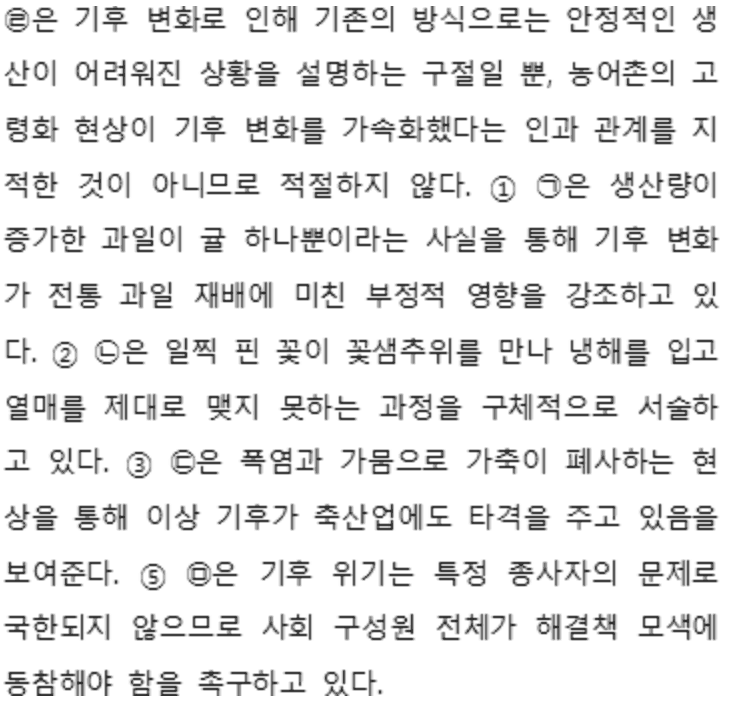 ㉣은 기후 변화로 인해 기존의 방식으로는 안정적인 생
산이 어려워진 상황을 설명하는 구절일 뿐, 농어촌의 고
령화 현상이 기후 변화를 가속화했다는 인과 관계를 지
적한 것이 아니므로 적절하지 않다. ① ㉠은 생산량이
증가한 과일이 귤 하나뿐이라는 사실을 통해 기후 변화
가 전통 과일 재배에 미친 부정적 영향을 강조하고 있
다. ② ㉡은 일찍 핀 꽃이 꽃샘추위를 만나 냉해를 입고
열매를 제대로 맺지 못하는 과정을 구체적으로 서술하
고 있다. ③ ㉢은 폭염과 가뭄으로 가축이 폐사하는 현
상을 통해 이상 기후가 축산업에도 타격을 주고 있음을
보여준다. ⑤ ㉤은 기후 위기는 특정 종사자의 문제로
국한되지 않으므로 사회 구성원 전체가 해결책 모색에
동참해야 함을 촉구하고 있다.